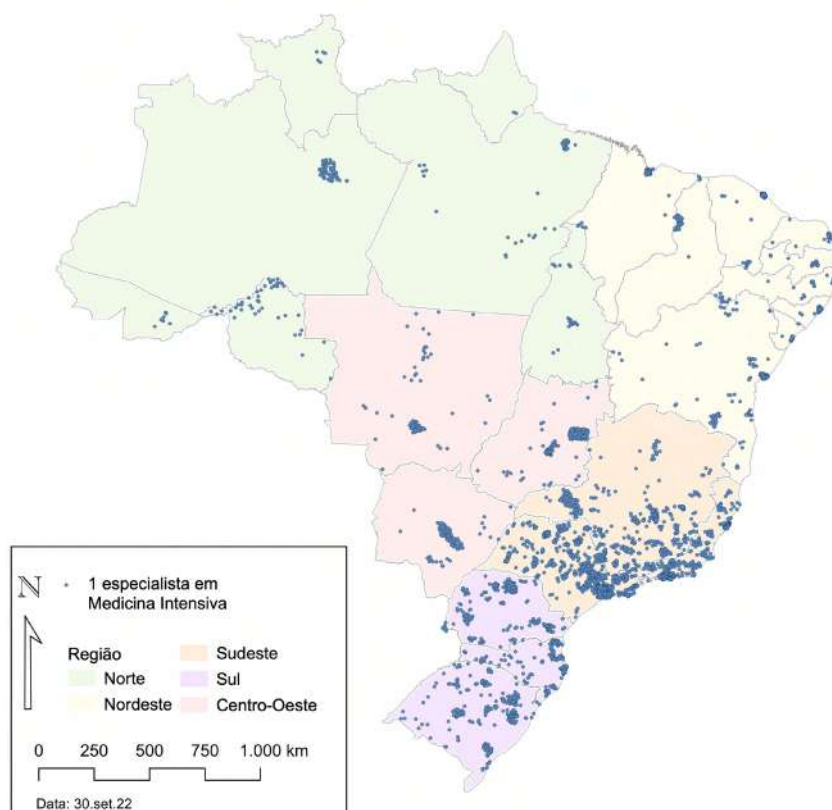 N
1 especialista em
Medicina Intensiva
Região
Norte
Nordeste
Sudeste
Sul
Centro-Oeste
0 250 500 750 1.000 km
Data: 30.set.22